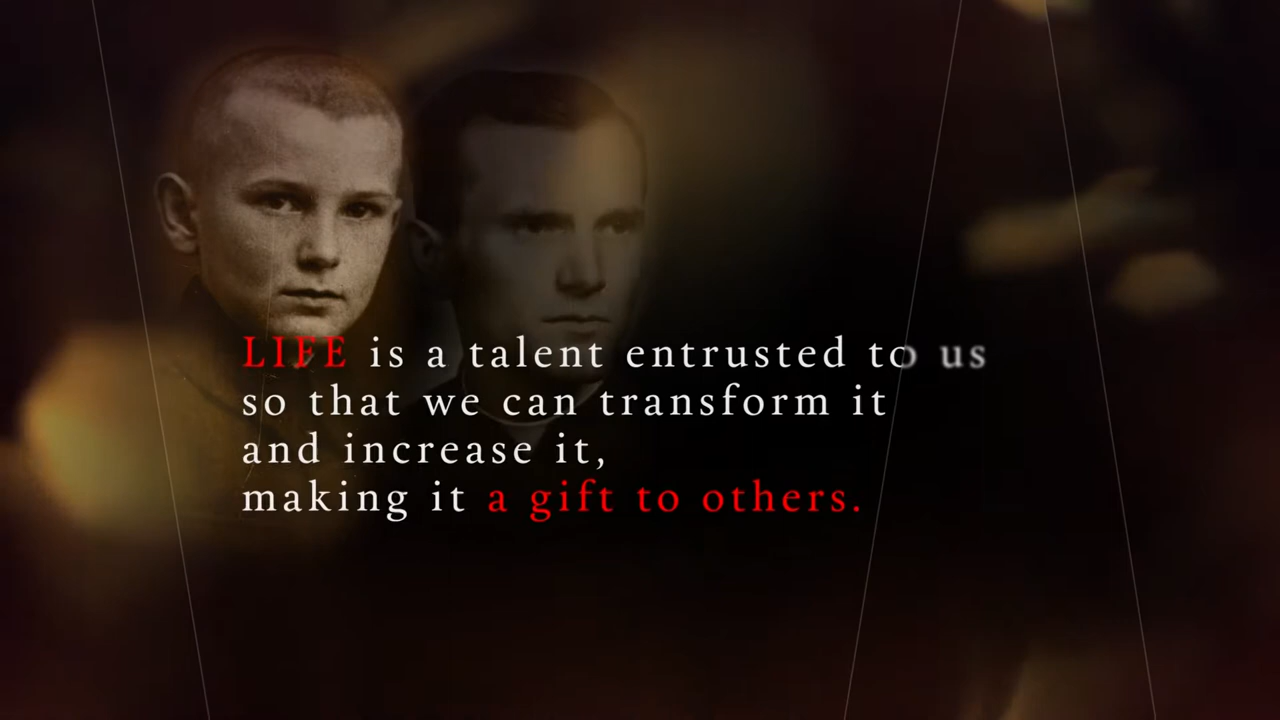 LIFE is a talent entrusted to us
so that we can transform it
and increase it,
making it a gift to others.